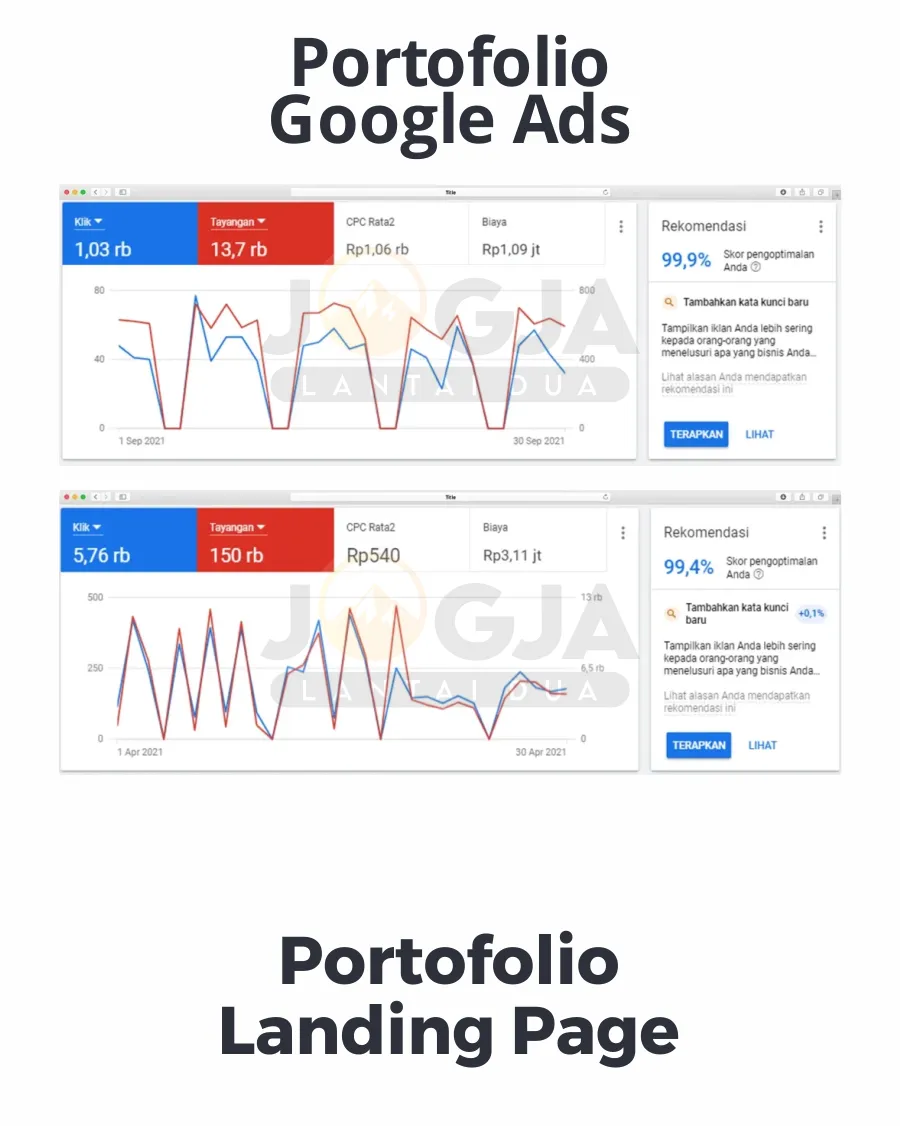 Portofolio
Google Ads
Title
Klik
1,03 rb
Tayangan
13,7 rb
CPC Rata2
Rp1,06 rb
Biaya
Rp1,09 jt
80
40
0
800
400
0
1 Sep 2021
30 Sep 2021
JOGJA
LANTAI DUA
Rekomendasi
99,9%
Skor pengoptimalan
Anda
Tambahkan kata kunci baru
Tampilkan iklan Anda lebih sering
kepada orang-orang yang
menelusuri apa yang bisnis Anda...
Lihat alasan Anda mendapatkan
rekomendasi ini
TERAPKAN
LIHAT
Title
Klik
5,76 rb
Tayangan
150 rb
CPC Rata2
Rp540
Biaya
Rp3,11 jt
500
250
0
13 rb
6,5 rb
0
1 Apr 2021
30 Apr 2021
JOGJA
LANTAI DUA
Rekomendasi
99,4%
Skor pengoptimalan
Anda
Tambahkan kata kunci
baru
+0,1%
Tampilkan iklan Anda lebih sering
kepada orang-orang yang
menelusuri apa yang bisnis Anda...
Lihat alasan Anda mendapatkan
rekomendasi ini
TERAPKAN
LIHAT
Portofolio
Landing Page